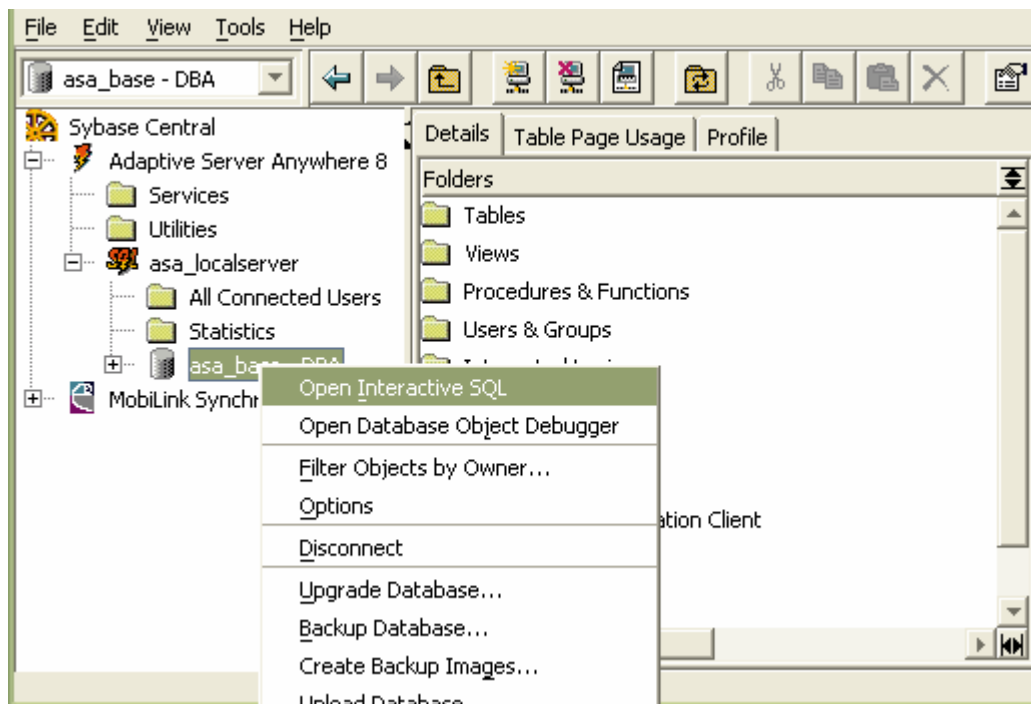 File Edit View Tools Help
asa_base - DBA
Sybase Central
Adaptive Server Anywhere 8
Services
Utilities
asa_localserver
All Connected Users
Statistics
asa_base - DBA
MobiLink
Details Table Page Usage Profile
Folders
Tables
Views
Procedures & Functions
Users & Groups
Client
Open Interactive SQL
Open Database Object Debugger
Filter Objects by Owner...
Options
Disconnect
Upgrade Database...
Backup Database...
Create Backup Images...
Database